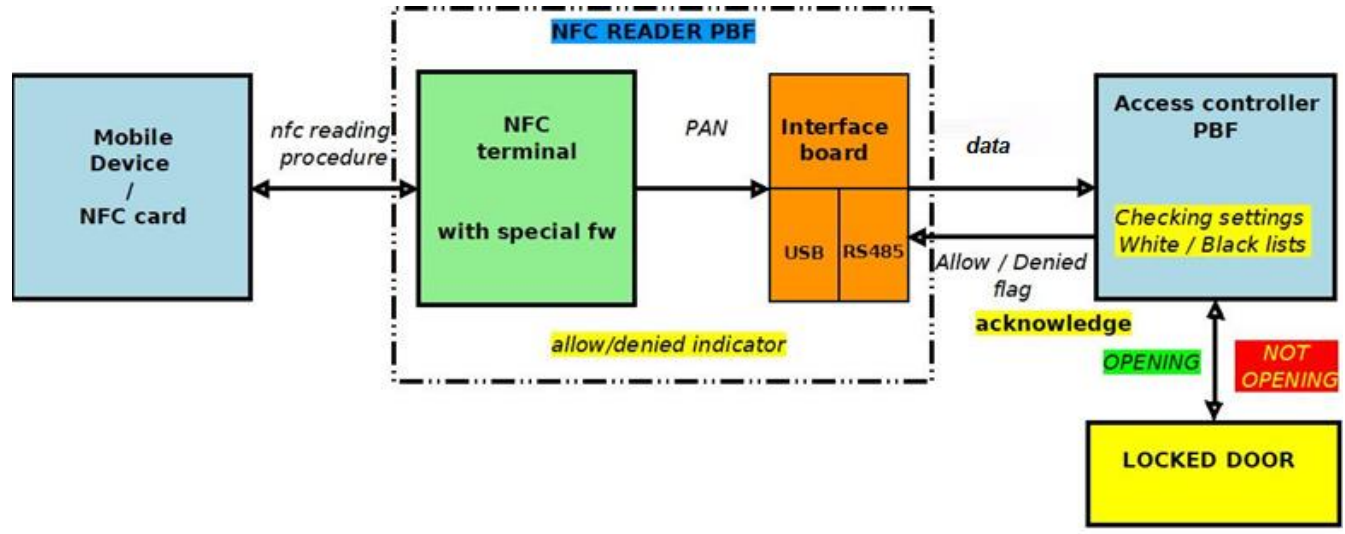 NFC READER PBF
Mobile
Device
/
NFC card
nfc reading
procedure
NFC
terminal
with special fw
PAN
Interface
board
USB
RS485
allow/denied indicator
data
Allow / Denied
flag
acknowledge
Access controller
PBF
Checking settings
White / Black lists
OPENING
NOT
OPENING
LOCKED DOOR